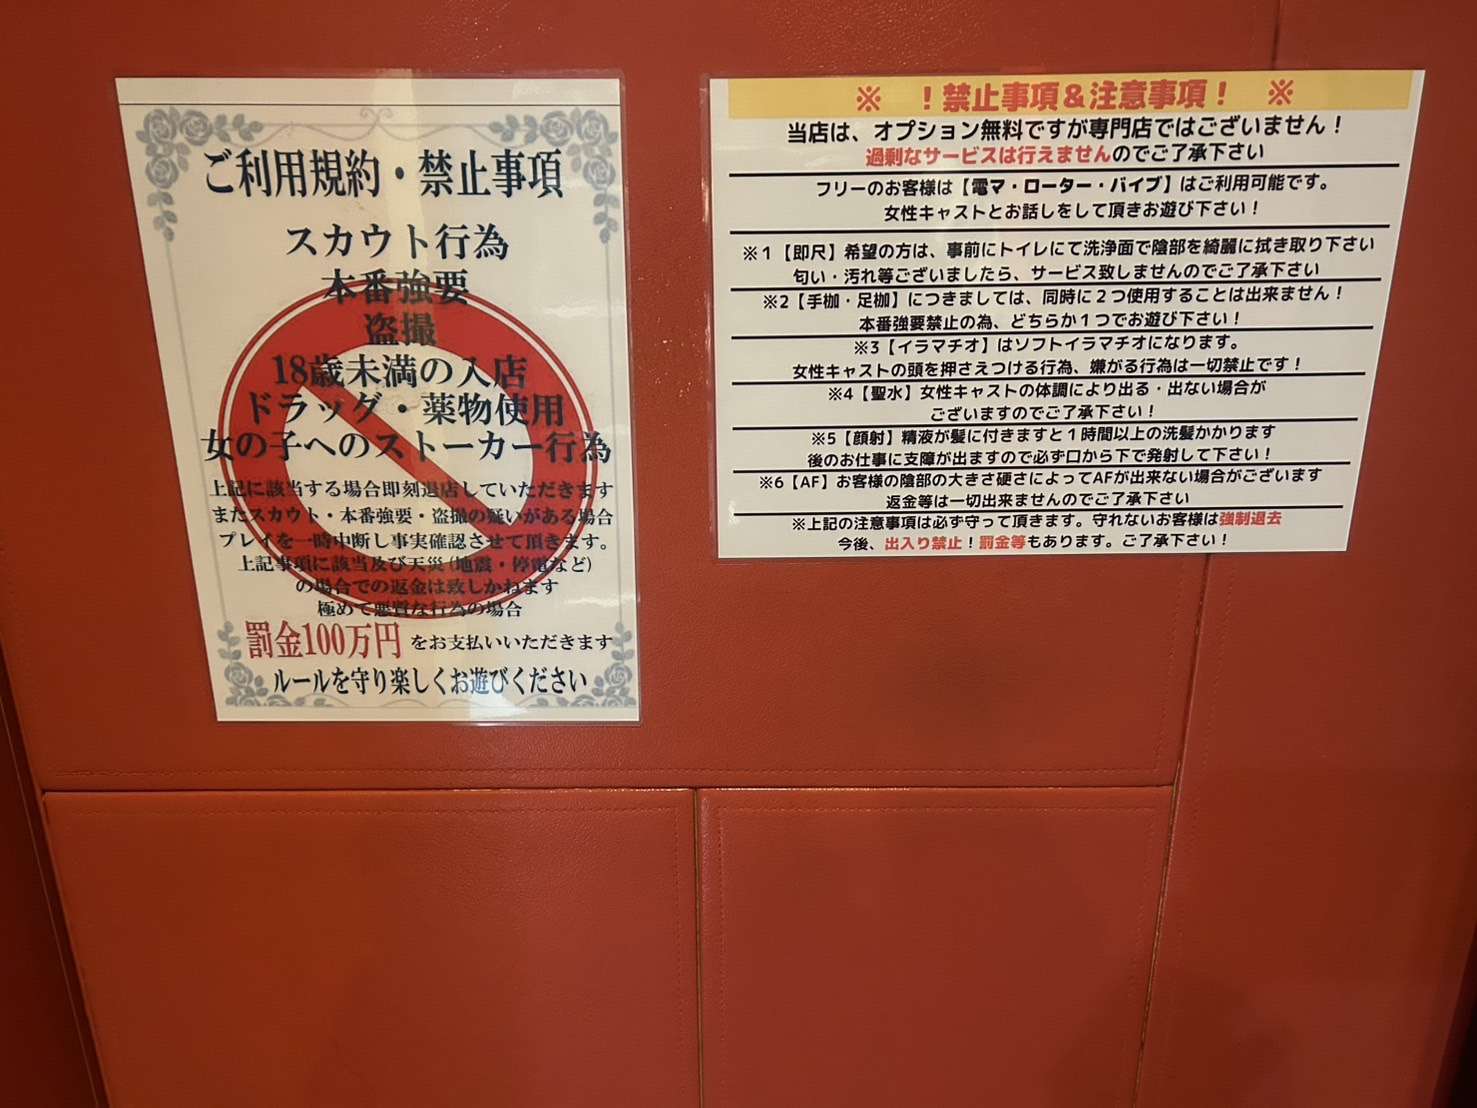 ご利用規約・禁止事項
スカウト行為
本番強要
盗撮
18歳未満の入店
ドラッグ・薬物使用
女の子へのストーカー行為
上記に該当する場合即刻退店していただきます
またスカウト・本番強要・盗撮の疑いがある場合
プレイを一時中断し事実確認させて頂きます。
上記事項に該当及び天災(地震・停電など)
の場合での返金は致しかねます
極めて悪質な行為の場合
罰金100万円をお支払いいただきます
ルールを守り楽しくお遊びください
※ ！禁止事項＆注意事項！ ※
当店は、オプション無料ですが専門店ではございません！
過剰なサービスは行えませんのでご了承下さい
フリーのお客様は【電マ・ローター・バイブ】はご利用可能です。
女性キャストとお話しをして頂きお遊び下さい！
※１【即尺】希望の方は、事前にトイレにて洗浄面で陰部を綺麗に拭き取り下さい
匂い・汚れ等ございましたら、サービス致しませんのでご了承下さい
※2【手枷・足枷】につきましては、同時に２つ使用することは出来ません！
本番強要禁止の為、どちらか１つでお遊び下さい！
※3【イラマチオ】はソフトイラマチオになります。
女性キャストの頭を押さえつける行為、嫌がる行為は一切禁止です！
※4【聖水】女性キャストの体調により出る・出ない場合が
ございますのでご了承下さい！
※5【顔射】精液が髪に付きますと１時間以上の洗髪かかります
後のお仕事に支障が出ますので必ず口から下で発射して下さい！
※6【AF】お客様の陰部の大きさ硬さによってAFが出来ない場合がございます
返金等は一切出来ませんのでご了承下さい
※上記の注意事項は必ず守って頂きます。守れないお客様は強制退去
今後、出入り禁止！罰金等もあります。ご了承下さい！